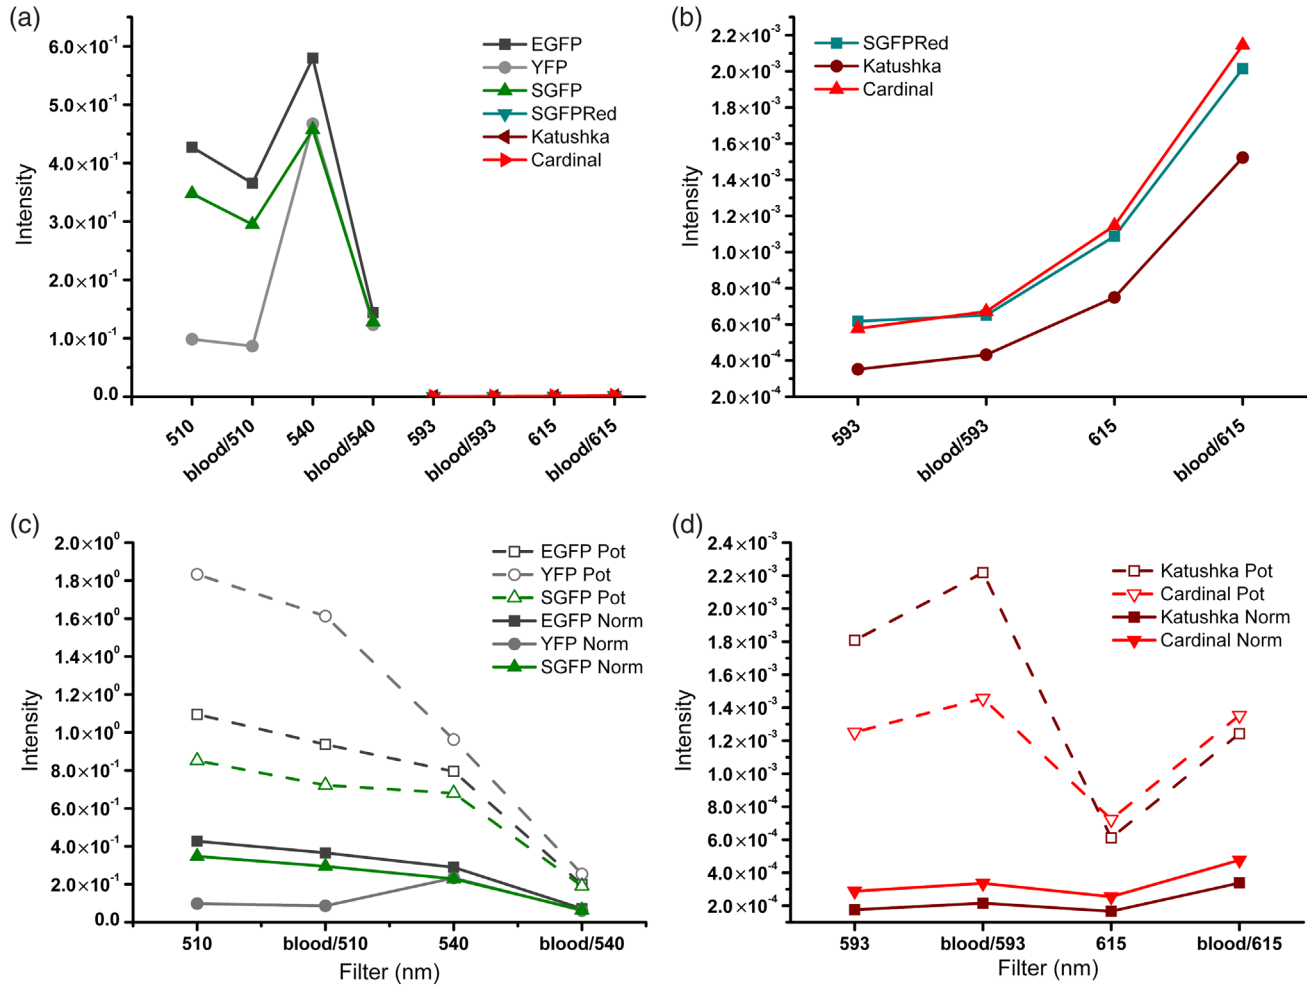 (a)
6.0×10⁻¹
5.0×10⁻¹
4.0×10⁻¹
3.0×10⁻¹
2.0×10⁻¹
1.0×10⁻¹
0.0
Intensity
EGFP
YFP
SGFP
SGFPRed
Katushka
Cardinal
510
blood/510
540
blood/540
593
blood/593
615
blood/615
(b)
2.2×10⁻³
2.0×10⁻³
1.8×10⁻³
1.6×10⁻³
1.4×10⁻³
1.2×10⁻³
1.0×10⁻³
8.0×10⁻⁴
6.0×10⁻⁴
4.0×10⁻⁴
2.0×10⁻⁴
Intensity
SGFPRed
Katushka
Cardinal
593
blood/593
615
blood/615
(c)
2.0×10⁰
1.8×10⁰
1.6×10⁰
1.4×10⁰
1.2×10⁰
1.0×10⁰
8.0×10⁻¹
6.0×10⁻¹
4.0×10⁻¹
2.0×10⁻¹
0.0
Intensity
EGFP Pot
YFP Pot
SGFP Pot
EGFP Norm
YFP Norm
SGFP Norm
510
blood/510
540
blood/540
Filter (nm)
(d)
2.4×10⁻³
2.2×10⁻³
2.0×10⁻³
1.8×10⁻³
1.6×10⁻³
1.4×10⁻³
1.2×10⁻³
1.0×10⁻³
8.0×10⁻⁴
6.0×10⁻⁴
4.0×10⁻⁴
2.0×10⁻⁴
Intensity
Katushka Pot
Cardinal Pot
Katushka Norm
Cardinal Norm
593
blood/593
615
blood/615
Filter (nm)